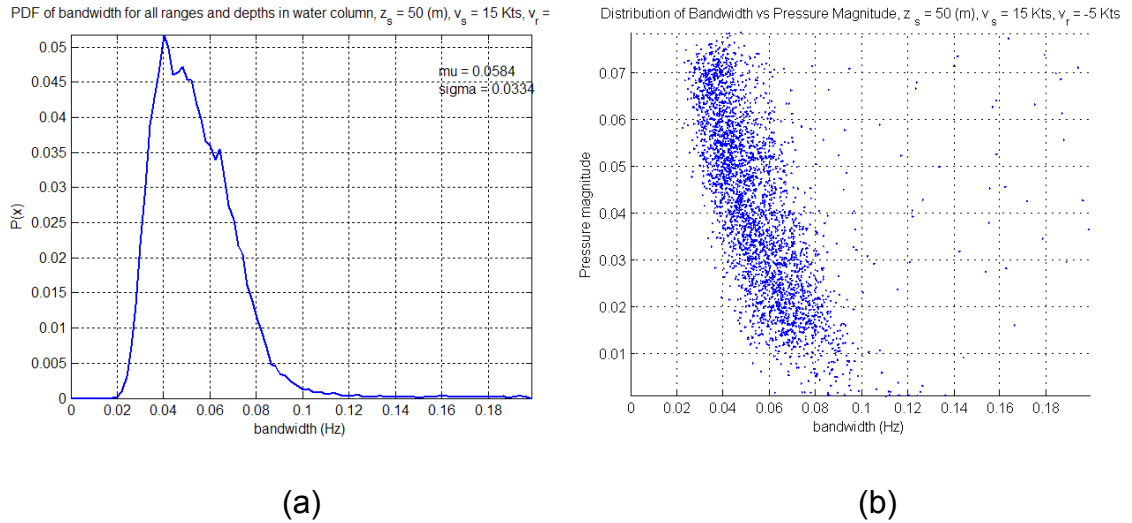 PDF of bandwidth for all ranges and depths in water column, z_s = 50 (m), v_s = 15 Kts, v_r =
0.05
0.045
0.04
0.035
0.03
0.025
0.02
0.015
0.01
0.005
0
P(x)
mu = 0.0584
sigma = 0.0334
0 0.02 0.04 0.06 0.08 0.1 0.12 0.14 0.16 0.18
bandwidth (Hz)
(a)
Distribution of Bandwidth vs Pressure Magnitude, z_s = 50 (m), v_s = 15 Kts, v_r = -5 Kts
0.07
0.06
0.05
0.04
0.03
0.02
0.01
Pressure magnitude
0 0.02 0.04 0.06 0.08 0.1 0.12 0.14 0.16 0.18
bandwidth (Hz)
(b)